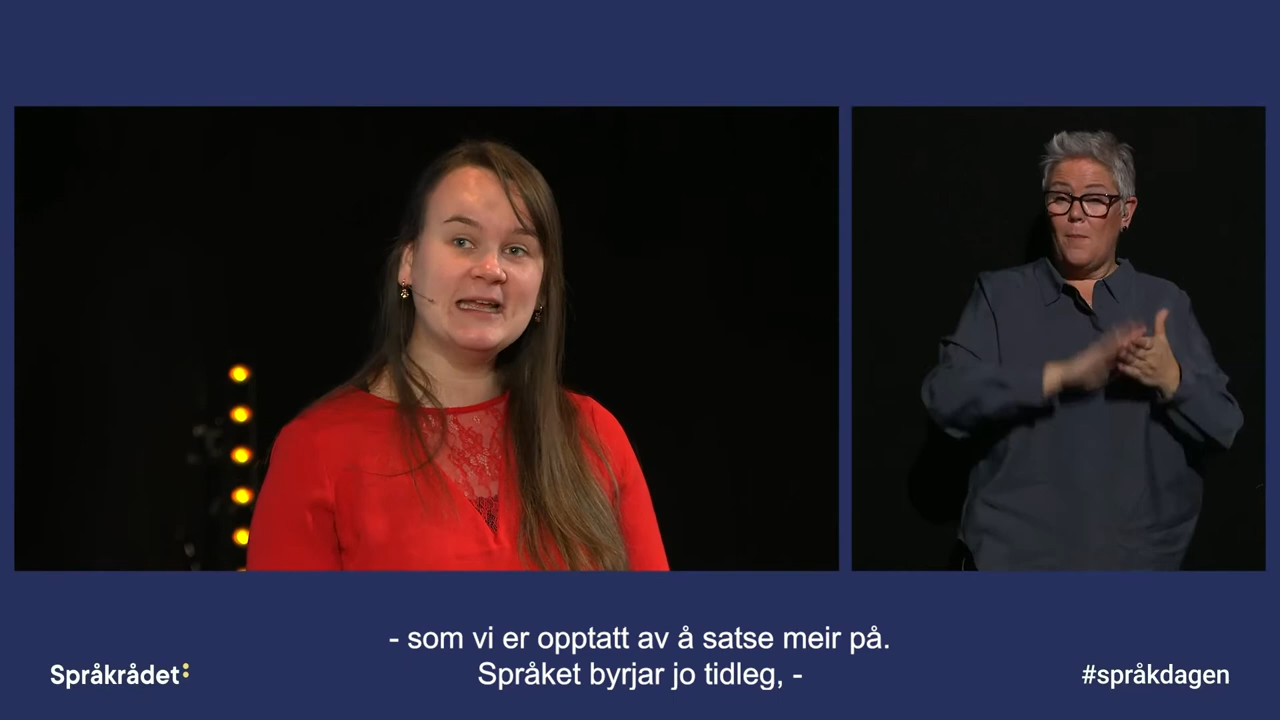 - som vi er opptatt av å satse meir på.
Språket byrjar jo tidleg, -
Språkrådet:
#språkdagen